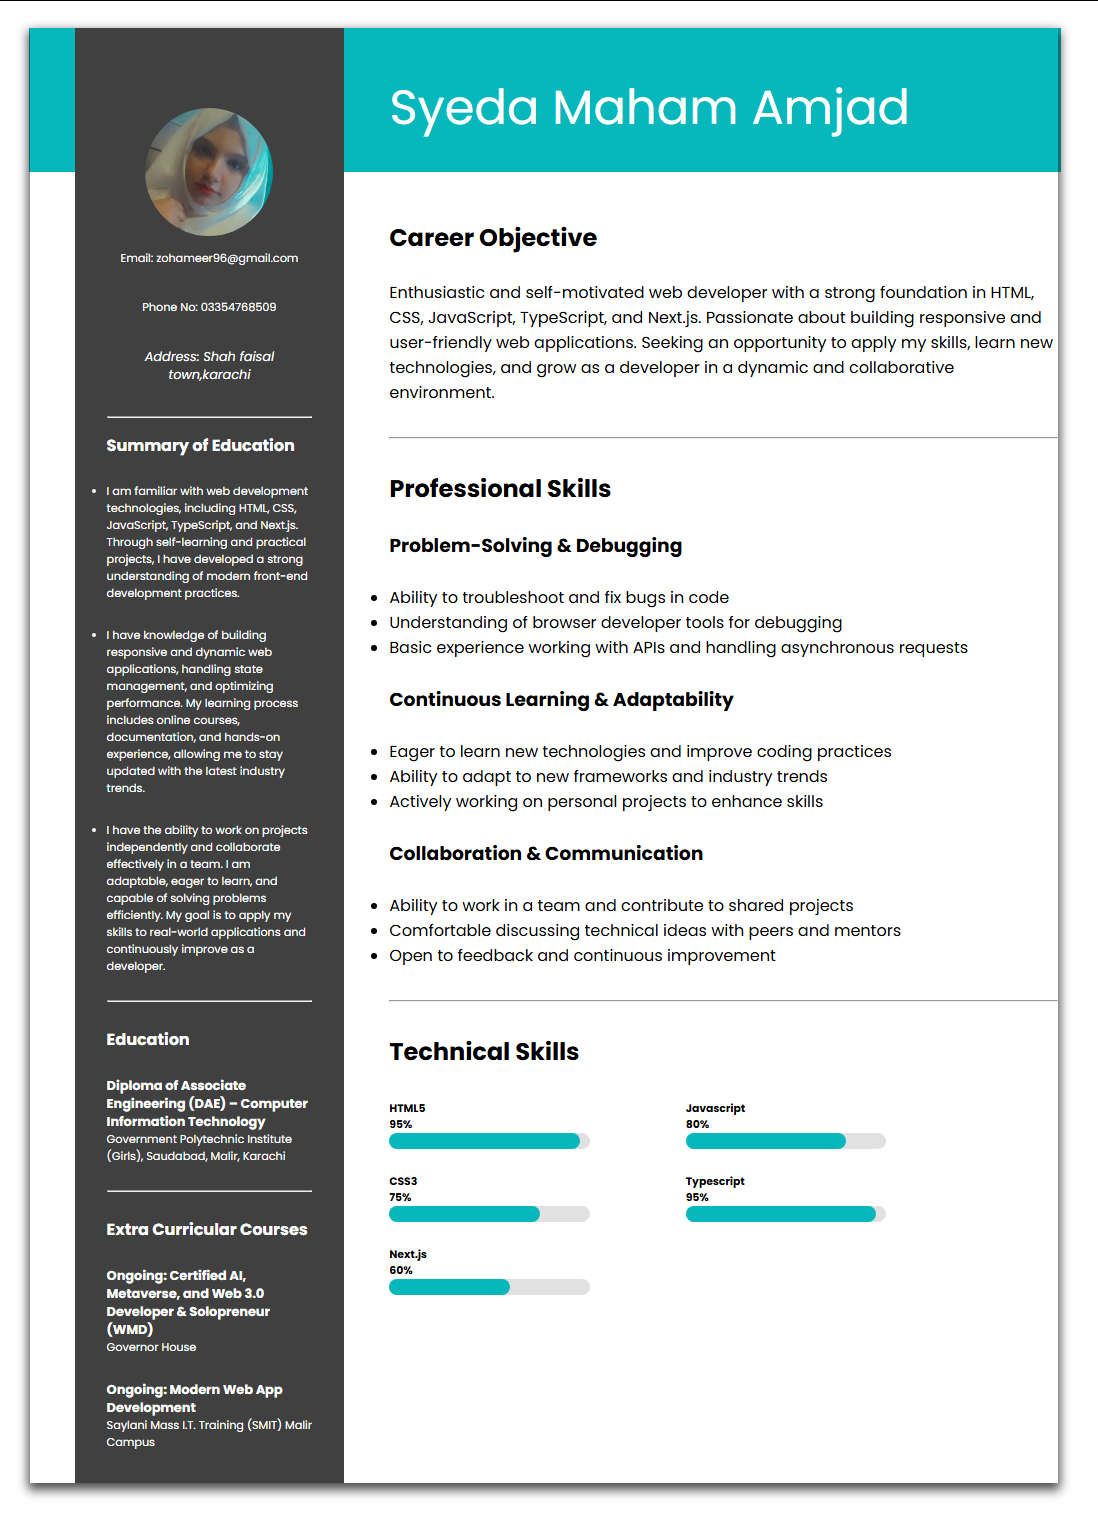 Syeda Maham Amjad
Email: zohameer96@gmail.com
Phone No: 03354768509
Address: Shah faisal
town,karachi
Summary of Education
I am familiar with web development
technologies, including HTML, CSS,
JavaScript, TypeScript, and Next.js.
Through self-learning and practical
projects, I have developed a strong
understanding of modern front-end
development practices.
I have knowledge of building
responsive and dynamic web
applications, handling state
management, and optimizing
performance. My learning process
includes online courses,
documentation, and hands-on
experience, allowing me to stay
updated with the latest industry
trends.
I have the ability to work on projects
independently and collaborate
effectively in a team. I am
adaptable, eager to learn, and
capable of solving problems
efficiently. My goal is to apply my
skills to real-world applications and
continuously improve as a
developer.
Education
Diploma of Associate
Engineering (DAE) – Computer
Information Technology
Government Polytechnic Institute
(Girls), Saudabad, Malir, Karachi
Extra Curricular Courses
Ongoing: Certified AI,
Metaverse, and Web 3.0
Developer & Solopreneur
(WMD)
Governor House
Ongoing: Modern Web App
Development
Saylani Mass I.T. Training (SMIT) Malir
Campus
Career Objective
Enthusiastic and self-motivated web developer with a strong foundation in HTML,
CSS, JavaScript, TypeScript, and Next.js. Passionate about building responsive and
user-friendly web applications. Seeking an opportunity to apply my skills, learn new
technologies, and grow as a developer in a dynamic and collaborative
environment.
Professional Skills
Problem-Solving & Debugging
Ability to troubleshoot and fix bugs in code
Understanding of browser developer tools for debugging
Basic experience working with APIs and handling asynchronous requests
Continuous Learning & Adaptability
Eager to learn new technologies and improve coding practices
Ability to adapt to new frameworks and industry trends
Actively working on personal projects to enhance skills
Collaboration & Communication
Ability to work in a team and contribute to shared projects
Comfortable discussing technical ideas with peers and mentors
Open to feedback and continuous improvement
Technical Skills
HTML5
95%
Javascript
80%
CSS3
75%
Typescript
95%
Next.js
60%